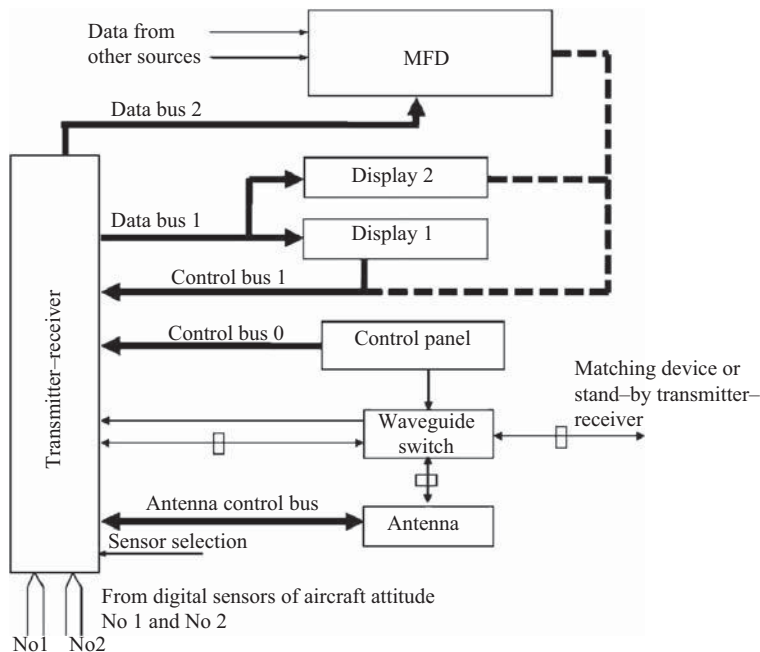 Data from
other sources
MFD
Data bus 2
Display 2
Data bus 1
Display 1
Control bus 1
Control bus 0
Control panel
Transmitter–receiver
Matching device or
stand–by transmitter–
receiver
Waveguide
switch
Antenna control bus
Antenna
Sensor selection
From digital sensors of aircraft attitude
No 1 and No 2
No1
No2